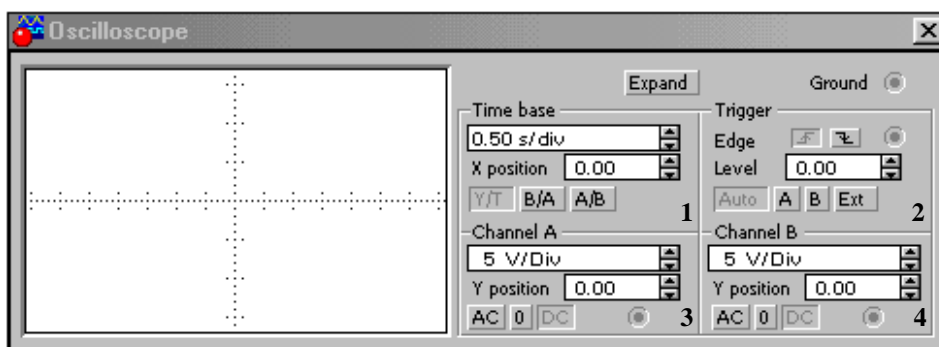 Oscilloscope
Expand
Ground
Time base
0.50 s/div
X position 0.00
Y/T B/A A/B
1
Trigger
Edge
Level 0.00
Auto A B Ext
2
Channel A
5 V/Div
Y position 0.00
AC 0 DC
3
Channel B
5 V/Div
Y position 0.00
AC 0 DC
4